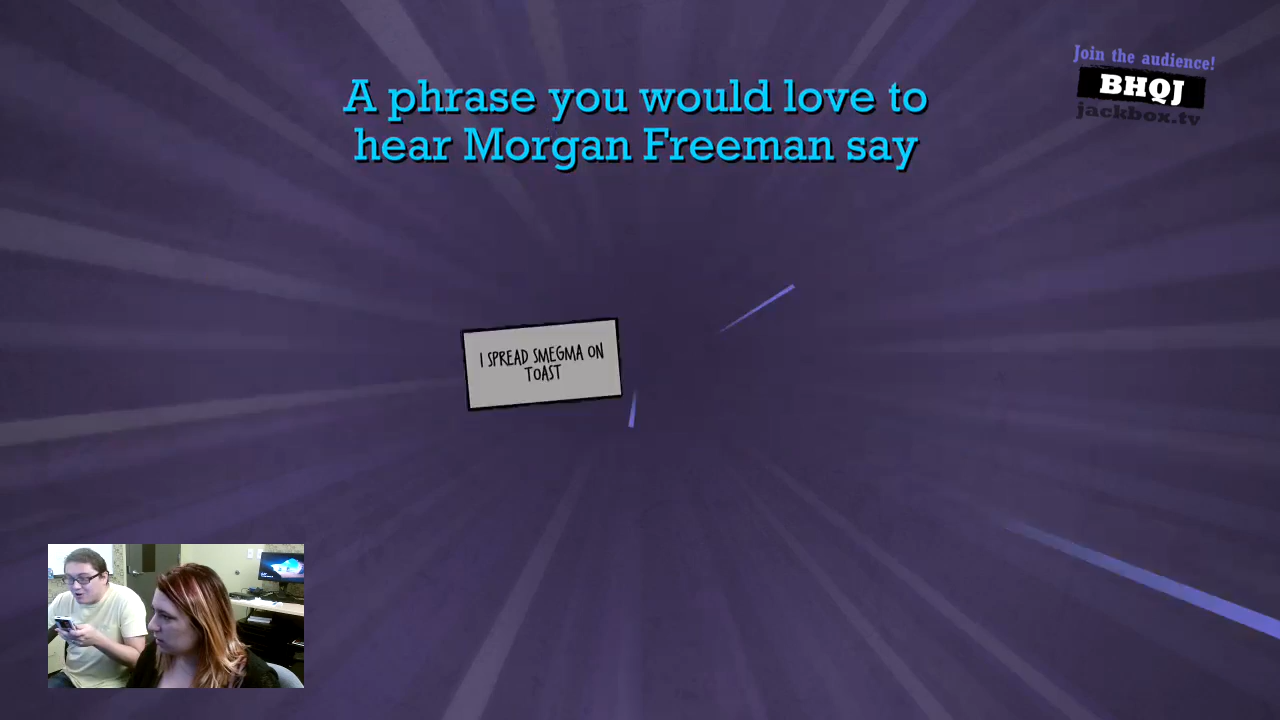 Join the audience!
BHQJ
jackbox.tv
A phrase you would love to
hear Morgan Freeman say
I SPREAD SMEGMA ON
TOAST